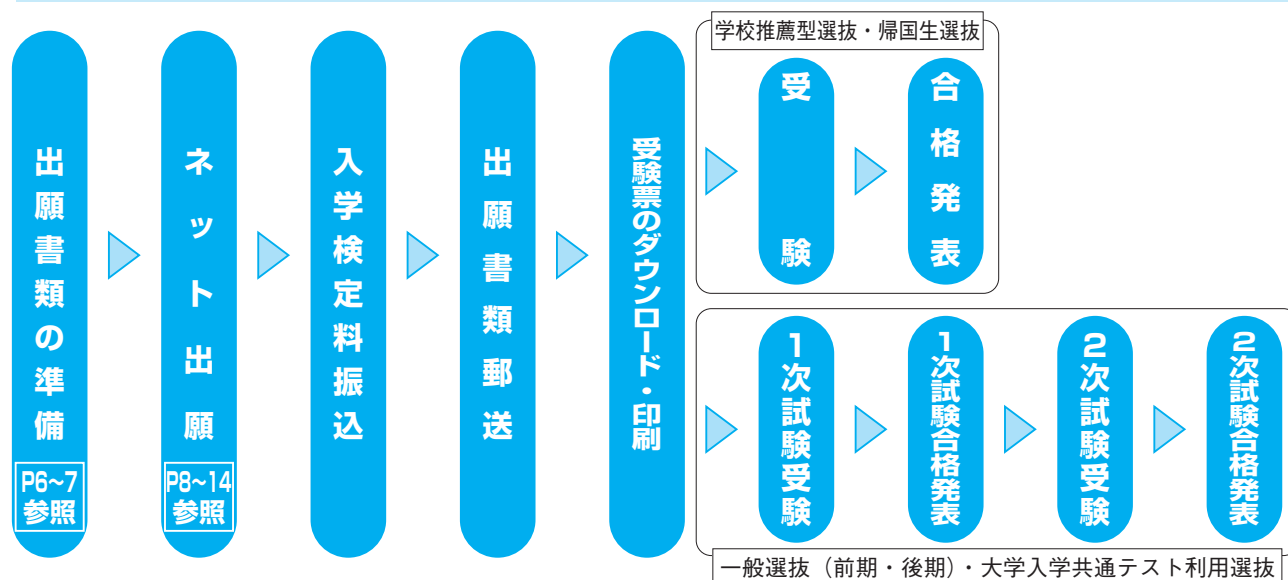 出願書類の準備
P6~7
参照
ネット出願
P8~14
参照
入学検定料振込
出願書類郵送
受験票のダウンロード・印刷
学校推薦型選抜・帰国生選抜
受験
合格発表
1次試験受験
1次試験合格発表
2次試験受験
2次試験合格発表
一般選抜（前期・後期）・大学入学共通テスト利用選抜